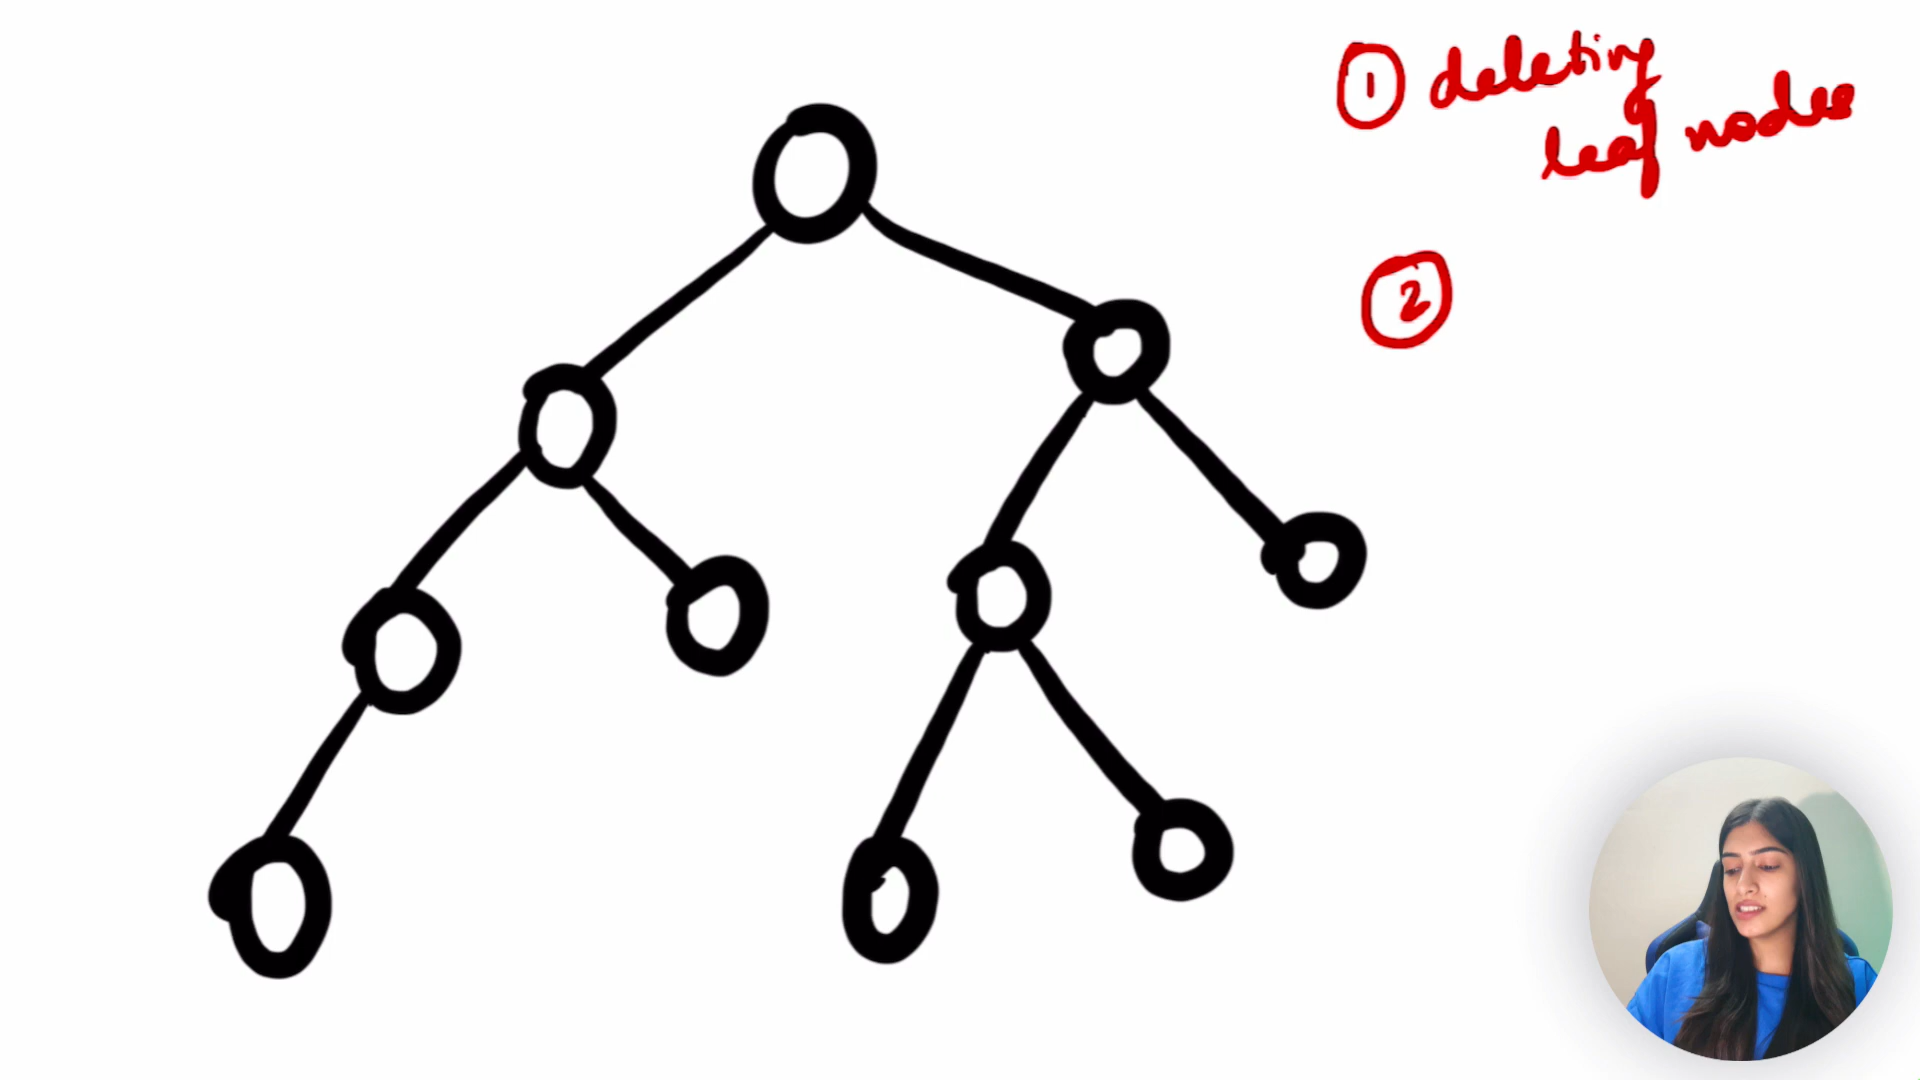 ① deleting
leaf nodes
②